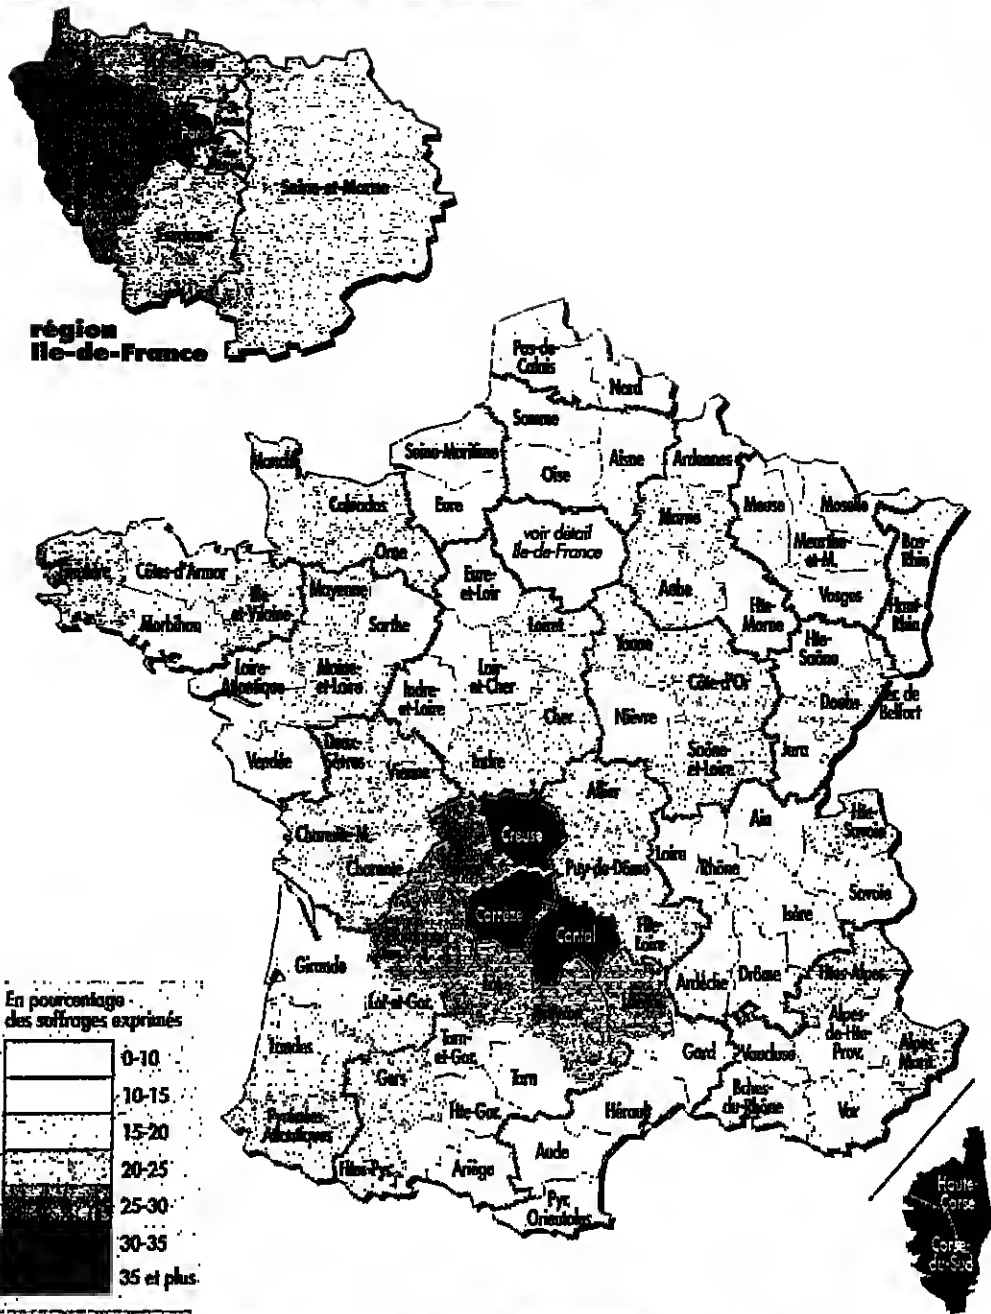 Paris
Seine-et-Marne
Essonne
région
Ile-de-France
Pas-de-
Calais
Nord
Somme
Seine-Maritime
Oise
Aisne
Ardennes
Manche
Calvados
Eure
voir détail
Ile-de-France
Marne
Meuse
Moselle
Meurthe-
et-M.
Bas-
Rhin
Orne
Finistère
Côtes-d'Armor
Ille-
et-Vilaine
Mayenne
Eure-
et-Loir
Aube
Vosges
Haut-
Rhin
Morbihan
Sarthe
Loiret
Yonne
Hte-
Marne
Hte-
Saône
Loire-
Atlantique
Maine-
et-Loire
Indre-
et-Loire
Loir-
et-Cher
Côte-d'Or
Doubs
Ter. de
Belfort
Cher
Nièvre
Vendée
Deux-
Sèvres
Vienne
Indre
Saône-
et-Loire
Jura
Allier
Charente-M.
Creuse
Ain
Hte-
Savoie
Charente
Puy-de-Dôme
Loire
Rhône
Savoie
Corrèze
Isère
Cantal
Hte-
Loire
Gironde
Ardèche
Drôme
Htes-Alpes
Lot-et-Gar.
Lot
Aveyron
Lozère
Alpes-
de-Hte-
Prov.
Alpes-
Marit.
Landes
Tarn-
et-Gar.
Gard
Vaucluse
Gers
Tarn
Bches-
du-Rhône
Var
Pyrénées-
Atlantiques
Hte-Gar.
Hérault
Htes-Pyr.
Ariège
Aude
Pyr.
Orientales
Haute-
Corse
Corse-
du-Sud
En pourcentage
des suffrages exprimés
0-10
10-15
15-20
20-25
25-30
30-35
35 et plus